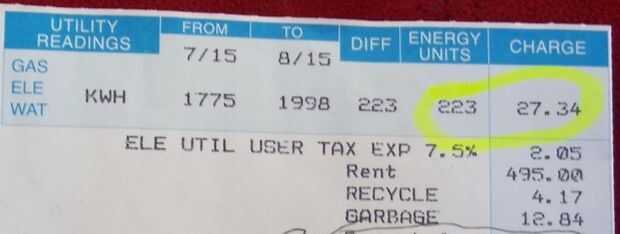 UTILITY READINGS FROM TO DIFF ENERGY UNITS CHARGE
7/15 8/15
GAS
ELE
WAT
KWH 1775 1998 223 223 27.34
ELE UTIL USER TAX EXP 7.5% 2.05
Rent 495.00
RECYCLE 4.17
GARBAGE 12.84